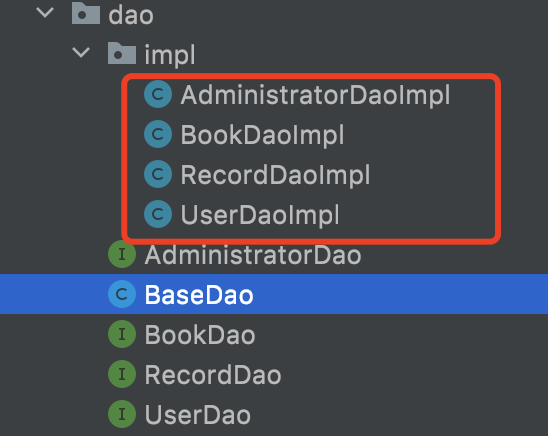 dao
impl
C AdministratorDaoImpl
C BookDaoImpl
C RecordDaoImpl
C UserDaoImpl
I AdministratorDao
C BaseDao
I BookDao
I RecordDao
I UserDao